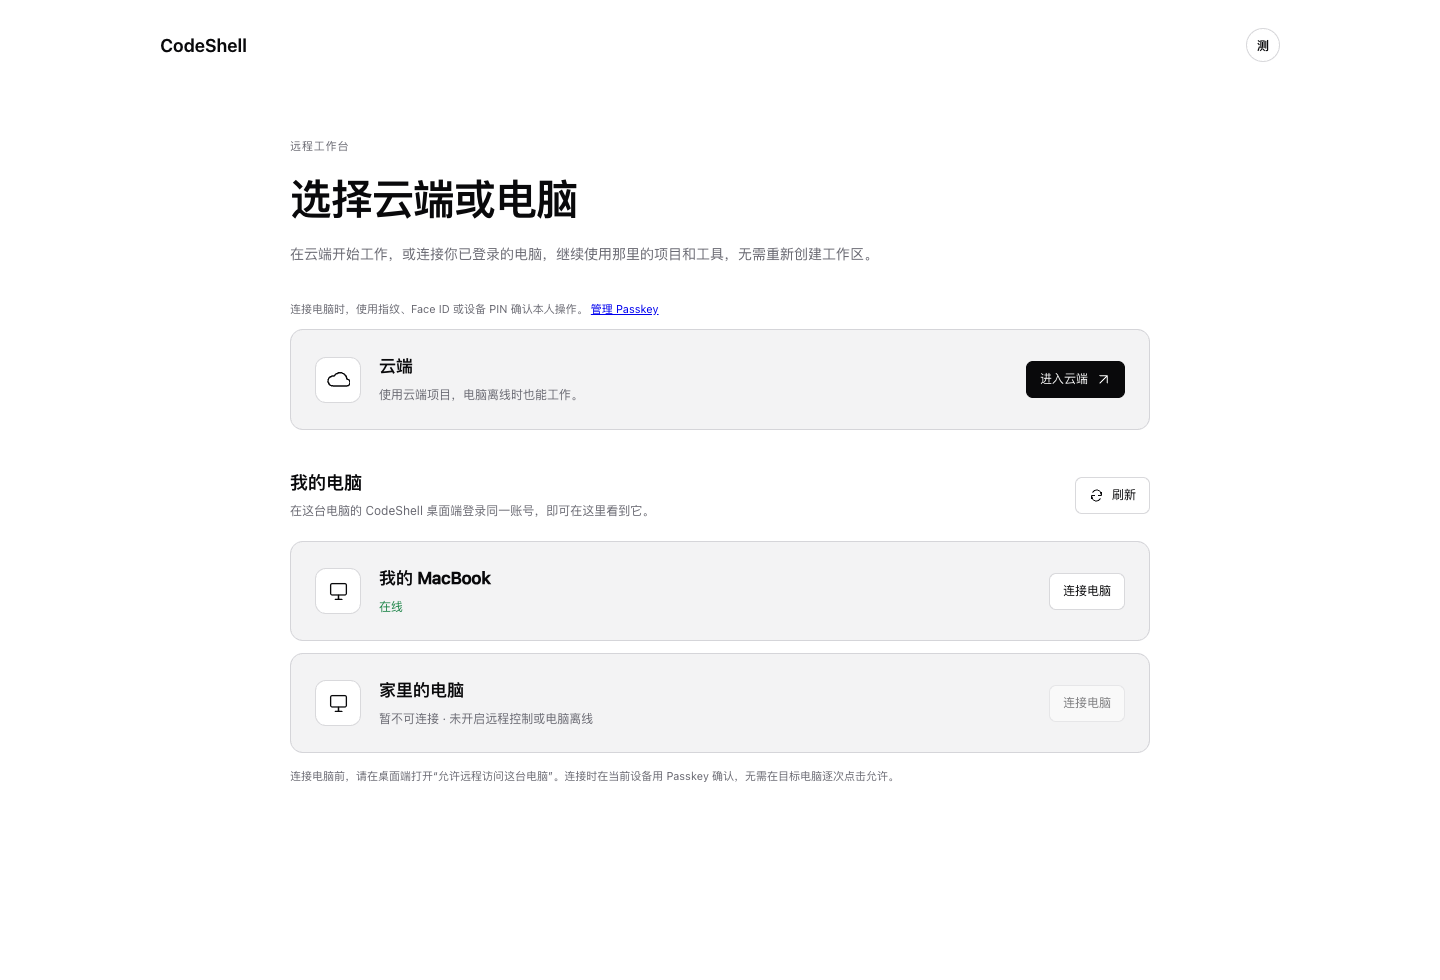 CodeShell
测
远程工作台
选择云端或电脑
在云端开始工作，或连接你已登录的电脑，继续使用那里的项目和工具，无需重新创建工作区。
连接电脑时，使用指纹、Face ID 或设备 PIN 确认本人操作。 管理 Passkey
云端
使用云端项目，电脑离线时也能工作。
进入云端
我的电脑
在这台电脑的 CodeShell 桌面端登录同一账号，即可在这里看到它。
刷新
我的 MacBook
在线
连接电脑
家里的电脑
暂不可连接 · 未开启远程控制或电脑离线
连接电脑
连接电脑前，请在桌面端打开“允许远程访问这台电脑”。连接时在当前设备用 Passkey 确认，无需在目标电脑逐次点击允许。